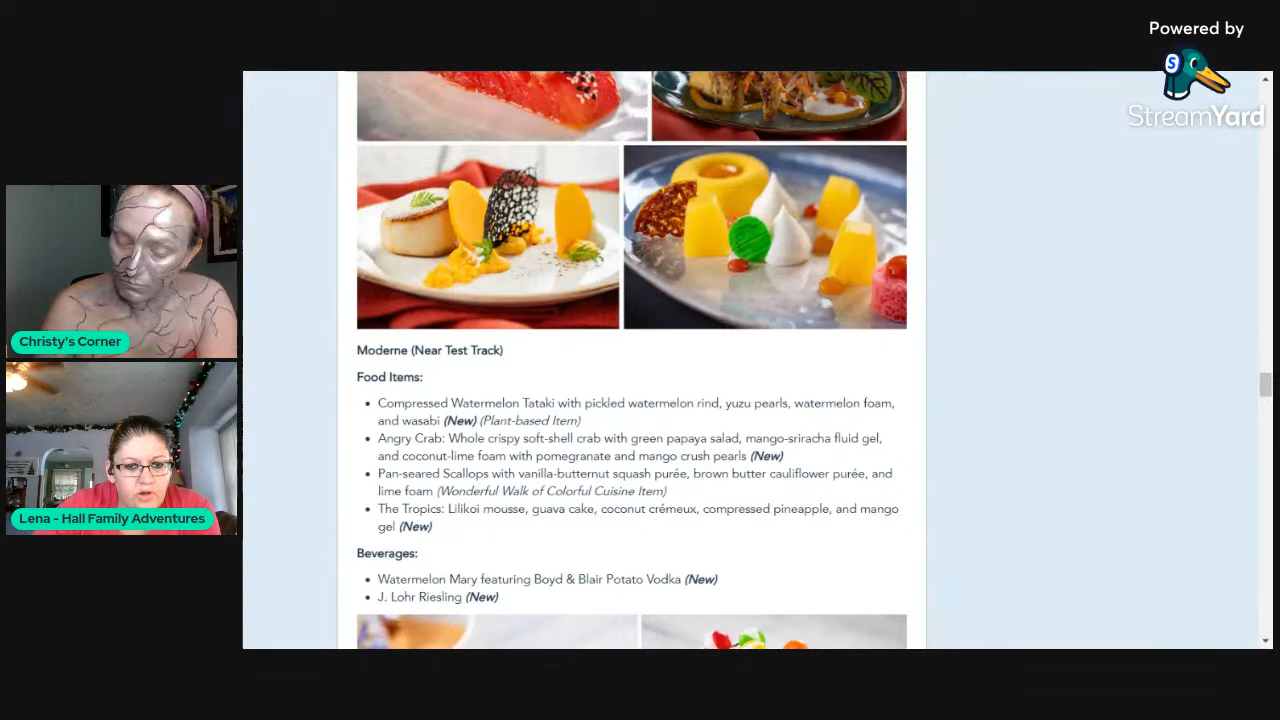 Powered by
S
StreamYard
Christy's Corner
Lena - Hall Family Adventures
Moderne (Near Test Track)
Food Items:
• Compressed Watermelon Tataki with pickled watermelon rind, yuzu pearls, watermelon foam,
and wasabi (New) (Plant-based Item)
• Angry Crab: Whole crispy soft-shell crab with green papaya salad, mango-sriracha fluid gel,
and coconut-lime foam with pomegranate and mango crush pearls (New)
• Pan-seared Scallops with vanilla-butternut squash purée, brown butter cauliflower purée, and
lime foam (Wonderful Walk of Colorful Cuisine Item)
• The Tropics: Lilikoi mousse, guava cake, coconut crémeux, compressed pineapple, and mango
gel (New)
Beverages:
• Watermelon Mary featuring Boyd & Blair Potato Vodka (New)
• J. Lohr Riesling (New)